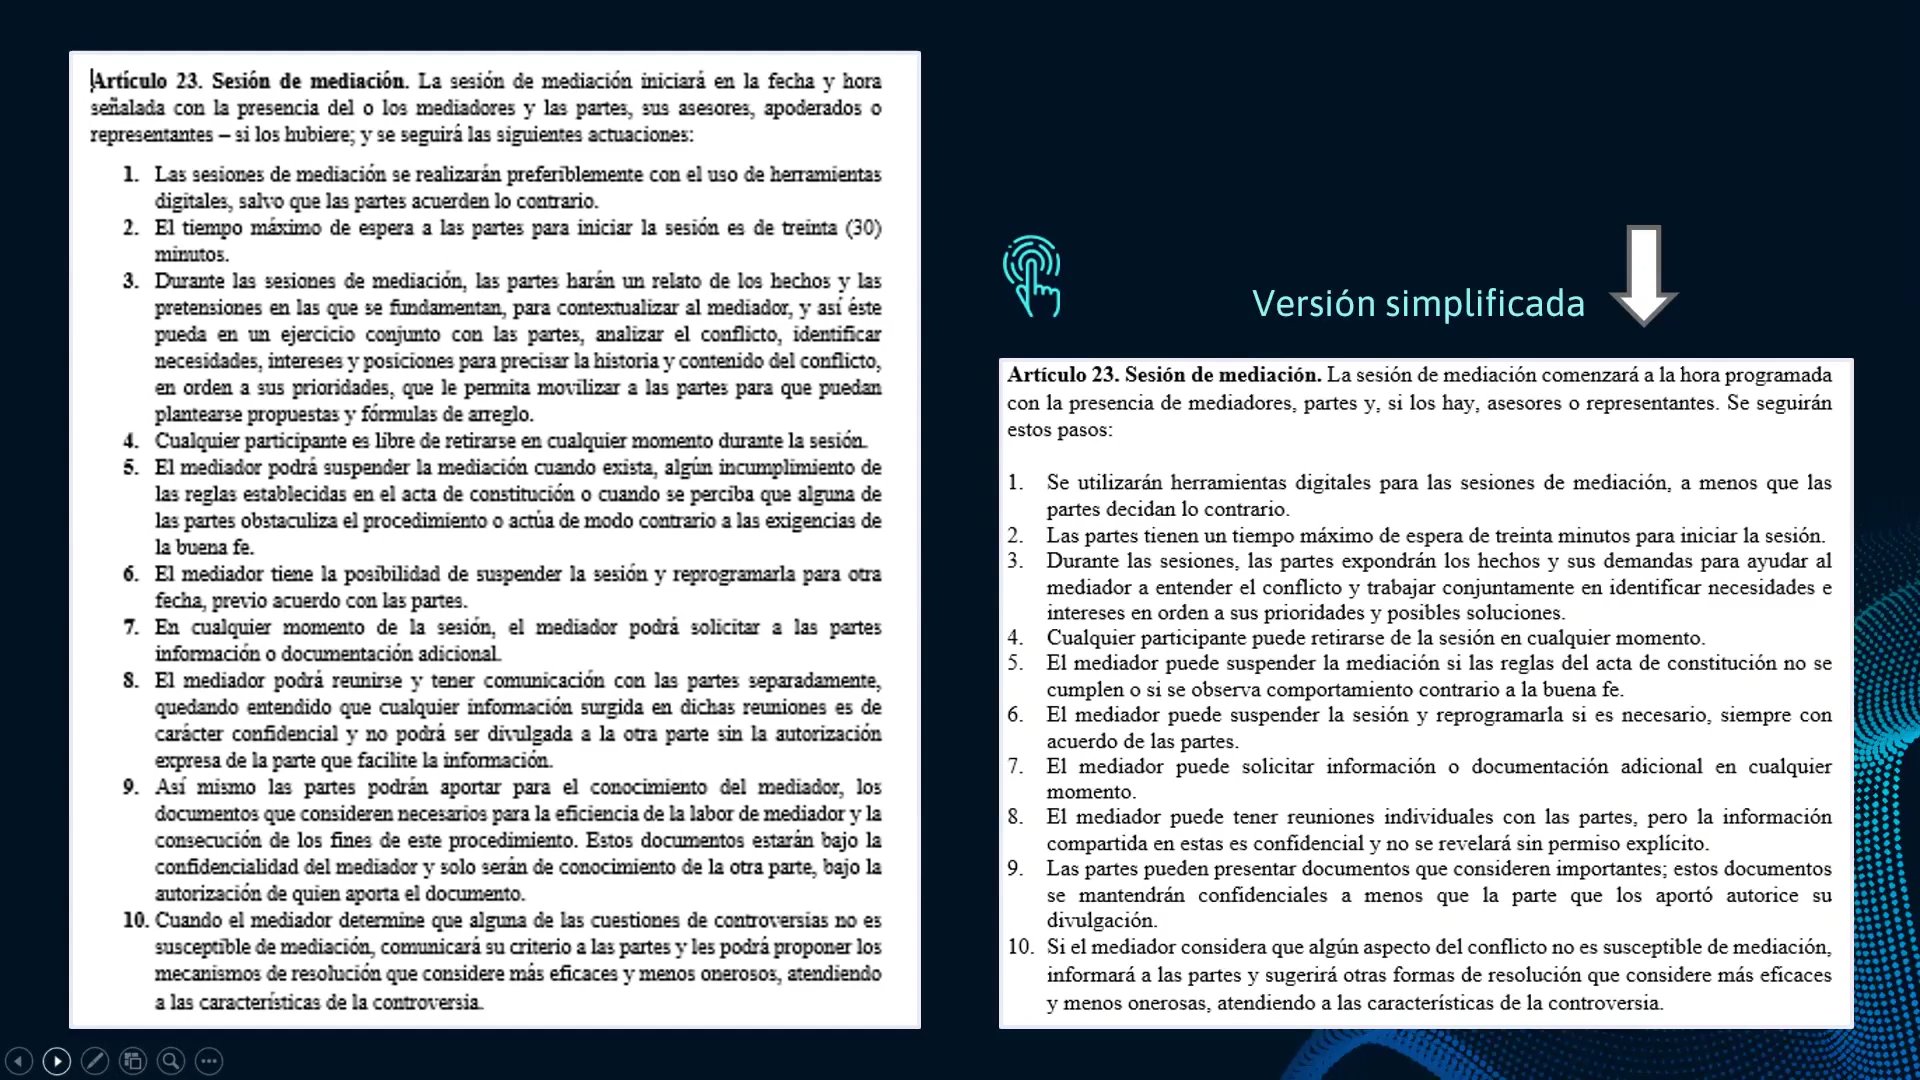 Artículo 23. Sesión de mediación. La sesión de mediación iniciará en la fecha y hora
señalada con la presencia del o los mediadores y las partes, sus asesores, apoderados o
representantes – si los hubiere; y se seguirá las siguientes actuaciones:
1. Las sesiones de mediación se realizarán preferiblemente con el uso de herramientas
digitales, salvo que las partes acuerden lo contrario.
2. El tiempo máximo de espera a las partes para iniciar la sesión es de treinta (30)
minutos.
3. Durante las sesiones de mediación, las partes harán un relato de los hechos y las
pretensiones en las que se fundamentan, para contextualizar al mediador, y así éste
pueda en un ejercicio conjunto con las partes, analizar el conflicto, identificar
necesidades, intereses y posiciones para precisar la historia y contenido del conflicto,
en orden a sus prioridades, que le permita movilizar a las partes para que puedan
plantearse propuestas y fórmulas de arreglo.
4. Cualquier participante es libre de retirarse en cualquier momento durante la sesión.
5. El mediador podrá suspender la mediación cuando exista, algún incumplimiento de
las reglas establecidas en el acta de constitución o cuando se perciba que alguna de
las partes obstaculiza el procedimiento o actúa de modo contrario a las exigencias de
la buena fe.
6. El mediador tiene la posibilidad de suspender la sesión y reprogramarla para otra
fecha, previo acuerdo con las partes.
7. En cualquier momento de la sesión, el mediador podrá solicitar a las partes
información o documentación adicional.
8. El mediador podrá reunirse y tener comunicación con las partes separadamente,
quedando entendido que cualquier información surgida en dichas reuniones es de
carácter confidencial y no podrá ser divulgada a la otra parte sin la autorización
expresa de la parte que facilite la información.
9. Así mismo las partes podrán aportar para el conocimiento del mediador, los
documentos que consideren necesarios para la eficiencia de la labor de mediador y la
consecución de los fines de este procedimiento. Estos documentos estarán bajo la
confidencialidad del mediador y solo serán de conocimiento de la otra parte, bajo la
autorización de quien aporta el documento.
10. Cuando el mediador determine que alguna de las cuestiones de controversias no es
susceptible de mediación, comunicará su criterio a las partes y les podrá proponer los
mecanismos de resolución que considere más eficaces y menos onerosos, atendiendo
a las características de la controversia.
Versión simplificada
Artículo 23. Sesión de mediación. La sesión de mediación comenzará a la hora programada
con la presencia de mediadores, partes y, si los hay, asesores o representantes. Se seguirán
estos pasos:
1. Se utilizarán herramientas digitales para las sesiones de mediación, a menos que las
partes decidan lo contrario.
2. Las partes tienen un tiempo máximo de espera de treinta minutos para iniciar la sesión.
3. Durante las sesiones, las partes expondrán los hechos y sus demandas para ayudar al
mediador a entender el conflicto y trabajar conjuntamente en identificar necesidades e
intereses en orden a sus prioridades y posibles soluciones.
4. Cualquier participante puede retirarse de la sesión en cualquier momento.
5. El mediador puede suspender la mediación si las reglas del acta de constitución no se
cumplen o si se observa comportamiento contrario a la buena fe.
6. El mediador puede suspender la sesión y reprogramarla si es necesario, siempre con
acuerdo de las partes.
7. El mediador puede solicitar información o documentación adicional en cualquier
momento.
8. El mediador puede tener reuniones individuales con las partes, pero la información
compartida en estas es confidencial y no se revelará sin permiso explícito.
9. Las partes pueden presentar documentos que consideren importantes; estos documentos
se mantendrán confidenciales a menos que la parte que los aportó autorice su
divulgación.
10. Si el mediador considera que algún aspecto del conflicto no es susceptible de mediación,
informará a las partes y sugerirá otras formas de resolución que considere más eficaces
y menos onerosas, atendiendo a las características de la controversia.